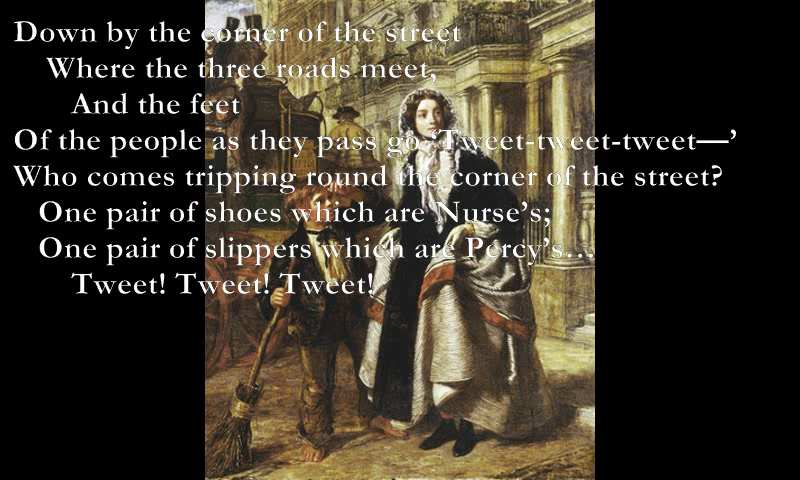 Down by the corner of the street
Where the three roads meet,
And the feet
Of the people as they pass go ‘Tweet-tweet-tweet—’
Who comes tripping round the corner of the street?
One pair of shoes which are Nurse’s;
One pair of slippers which are Percy’s…
Tweet! Tweet! Tweet!